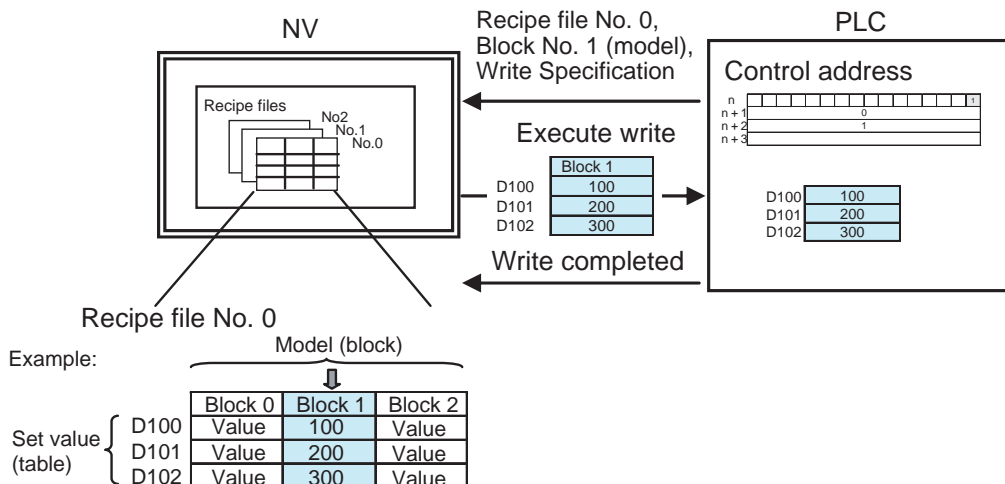 NV
Recipe file No. 0,
Block No. 1 (model),
Write Specification
PLC
Control address
n 1
n + 1 0
n + 2 1
n + 3
Recipe files
No2
No.1
No.0
Execute write
Block 1
D100 100
D101 200
D102 300
D100 100
D101 200
D102 300
Write completed
Recipe file No. 0
Example:
Model (block)
Block 0 Block 1 Block 2
Set value
(table)
D100 Value 100 Value
D101 Value 200 Value
D102 Value 300 Value